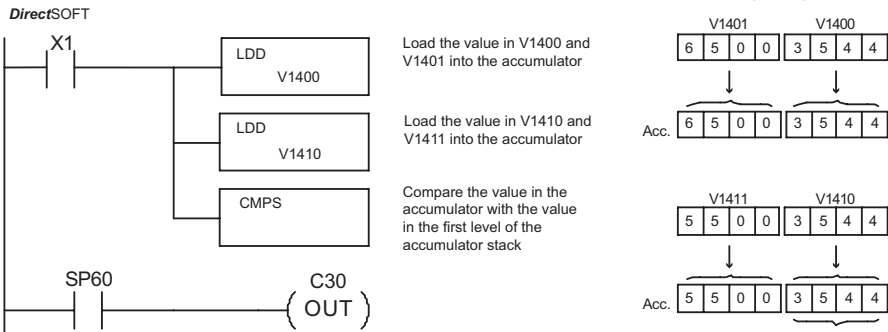 DirectSOFT
X1
LDD
V1400
Load the value in V1400 and
V1401 into the accumulator
LDD
V1410
Load the value in V1410 and
V1411 into the accumulator
CMPS
Compare the value in the
accumulator with the value
in the first level of the
accumulator stack
SP60
C30
OUT
V1401 V1400
6 5 0 0 3 5 4 4
Acc. 6 5 0 0 3 5 4 4
V1411 V1410
5 5 0 0 3 5 4 4
Acc. 5 5 0 0 3 5 4 4